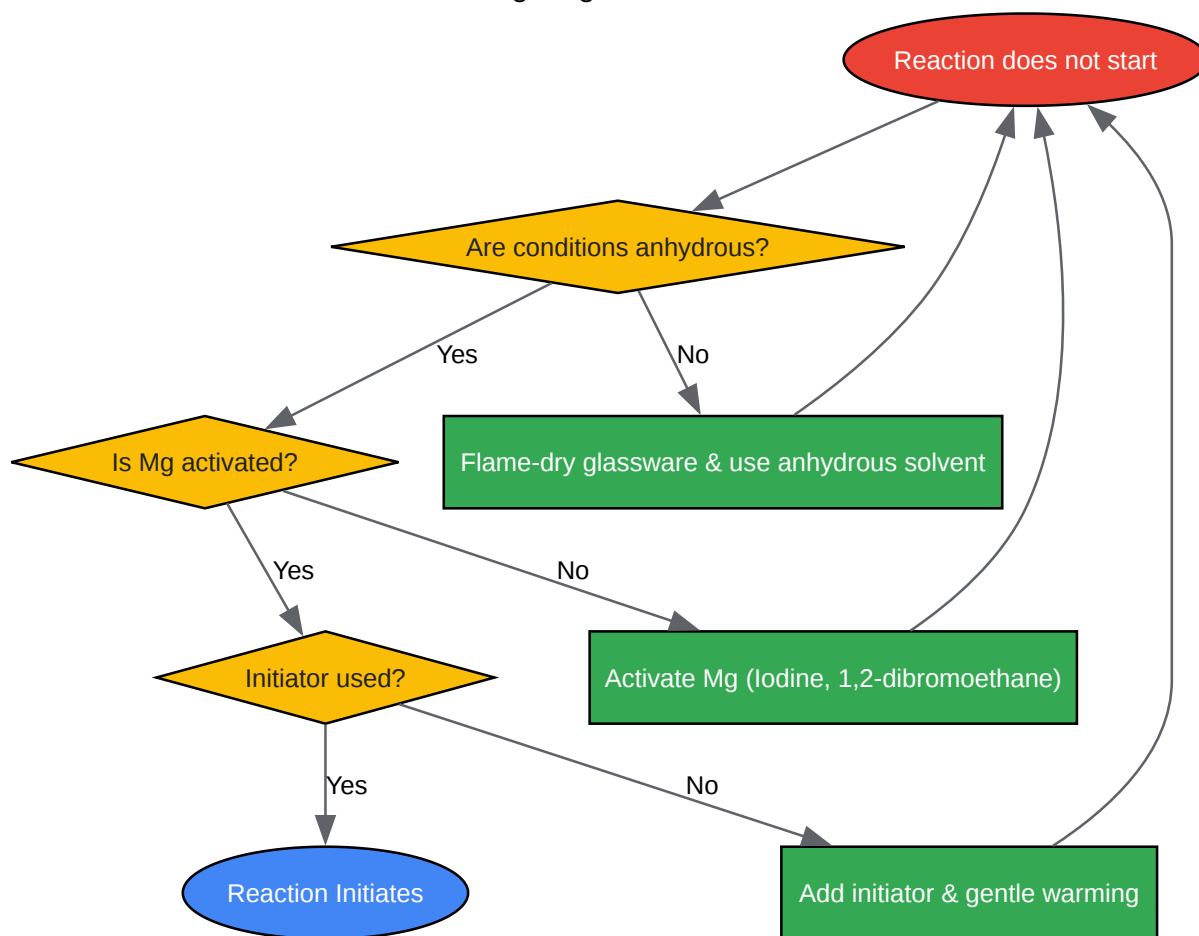 Reaction does not start
Are conditions anhydrous?
Yes
No
Is Mg activated?
Flame-dry glassware & use anhydrous solvent
Yes
No
Initiator used?
Activate Mg (Iodine, 1,2-dibromoethane)
Yes
No
Reaction Initiates
Add initiator & gentle warming